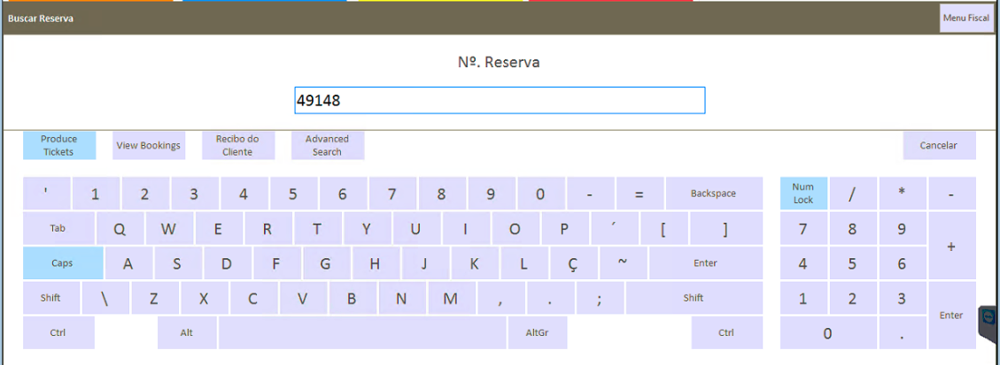 Buscar Reserva
Menu Fiscal
Nº. Reserva
49148
Produce
Tickets
View Bookings
Recibo do
Cliente
Advanced
Search
Cancelar
' 1 2 3 4 5 6 7 8 9 0 - = Backspace
Num
Lock
/ * -
Tab Q W E R T Y U I O P ´ [ ]
7 8 9
+
Caps A S D F G H J K L Ç ~ Enter
4 5 6
Shift \ Z X C V B N M , . ; Shift
1 2 3
Enter
Ctrl Alt AltGr Ctrl
0 .